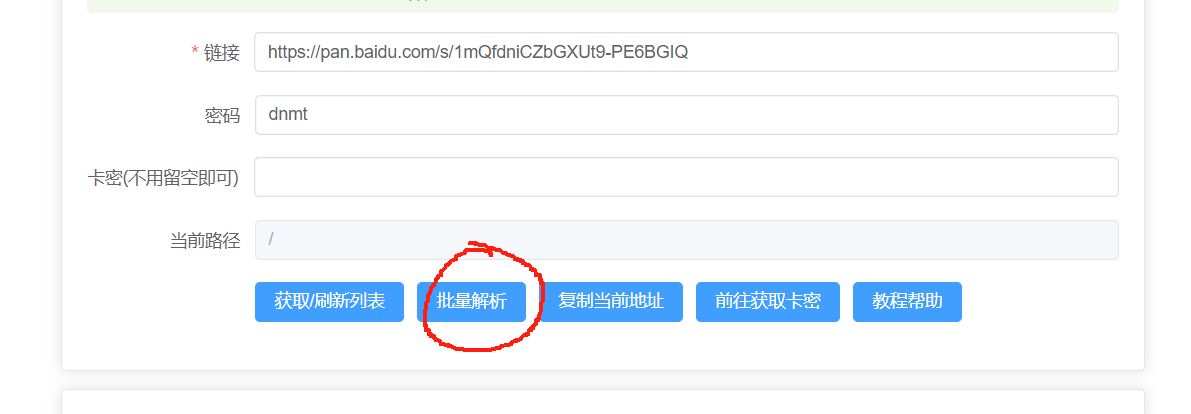 * 链接 https://pan.baidu.com/s/1mQfdniCZbGXUt9-PE6BGIQ
密码 dnmt
卡密(不用留空即可)
当前路径 /
获取/刷新列表 批量解析 复制当前地址 前往获取卡密 教程帮助